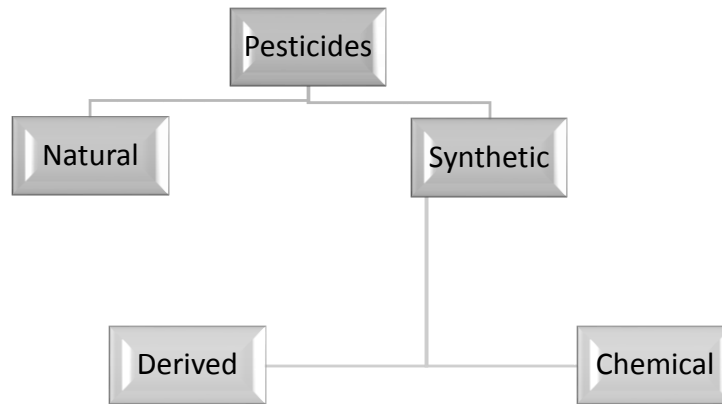 Pesticides
Natural
Synthetic
Derived
Chemical